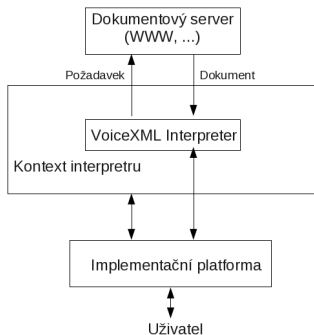 Dokumentový server
(WWW, ...)
Požadavek
Dokument
VoiceXML Interpreter
Kontext interpretru
Implementační platforma
Uživatel